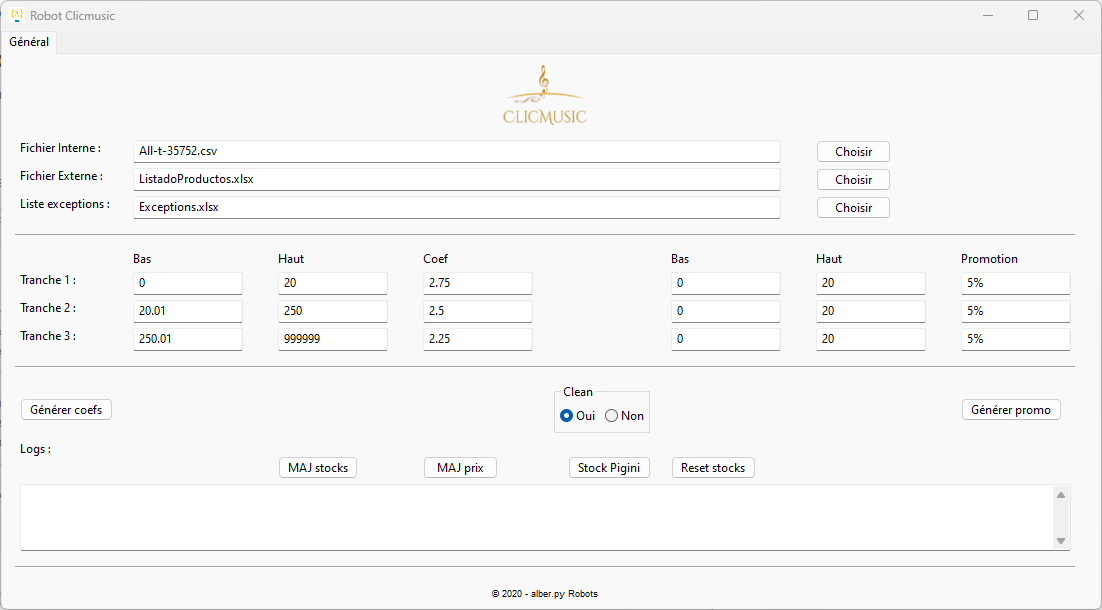 Robot Clicmusic
Général
CLICMUSIC
Fichier Interne : All-t-35752.csv Choisir
Fichier Externe : ListadoProductos.xlsx Choisir
Liste exceptions : Exceptions.xlsx Choisir
Bas Haut Coef Bas Haut Promotion
Tranche 1 : 0 20 2.75 0 20 5%
Tranche 2 : 20.01 250 2.5 0 20 5%
Tranche 3 : 250.01 999999 2.25 0 20 5%
Clean
Générer coefs Oui Non Générer promo
Logs :
MAJ stocks MAJ prix Stock Pigini Reset stocks
© 2020 - alber.py Robots